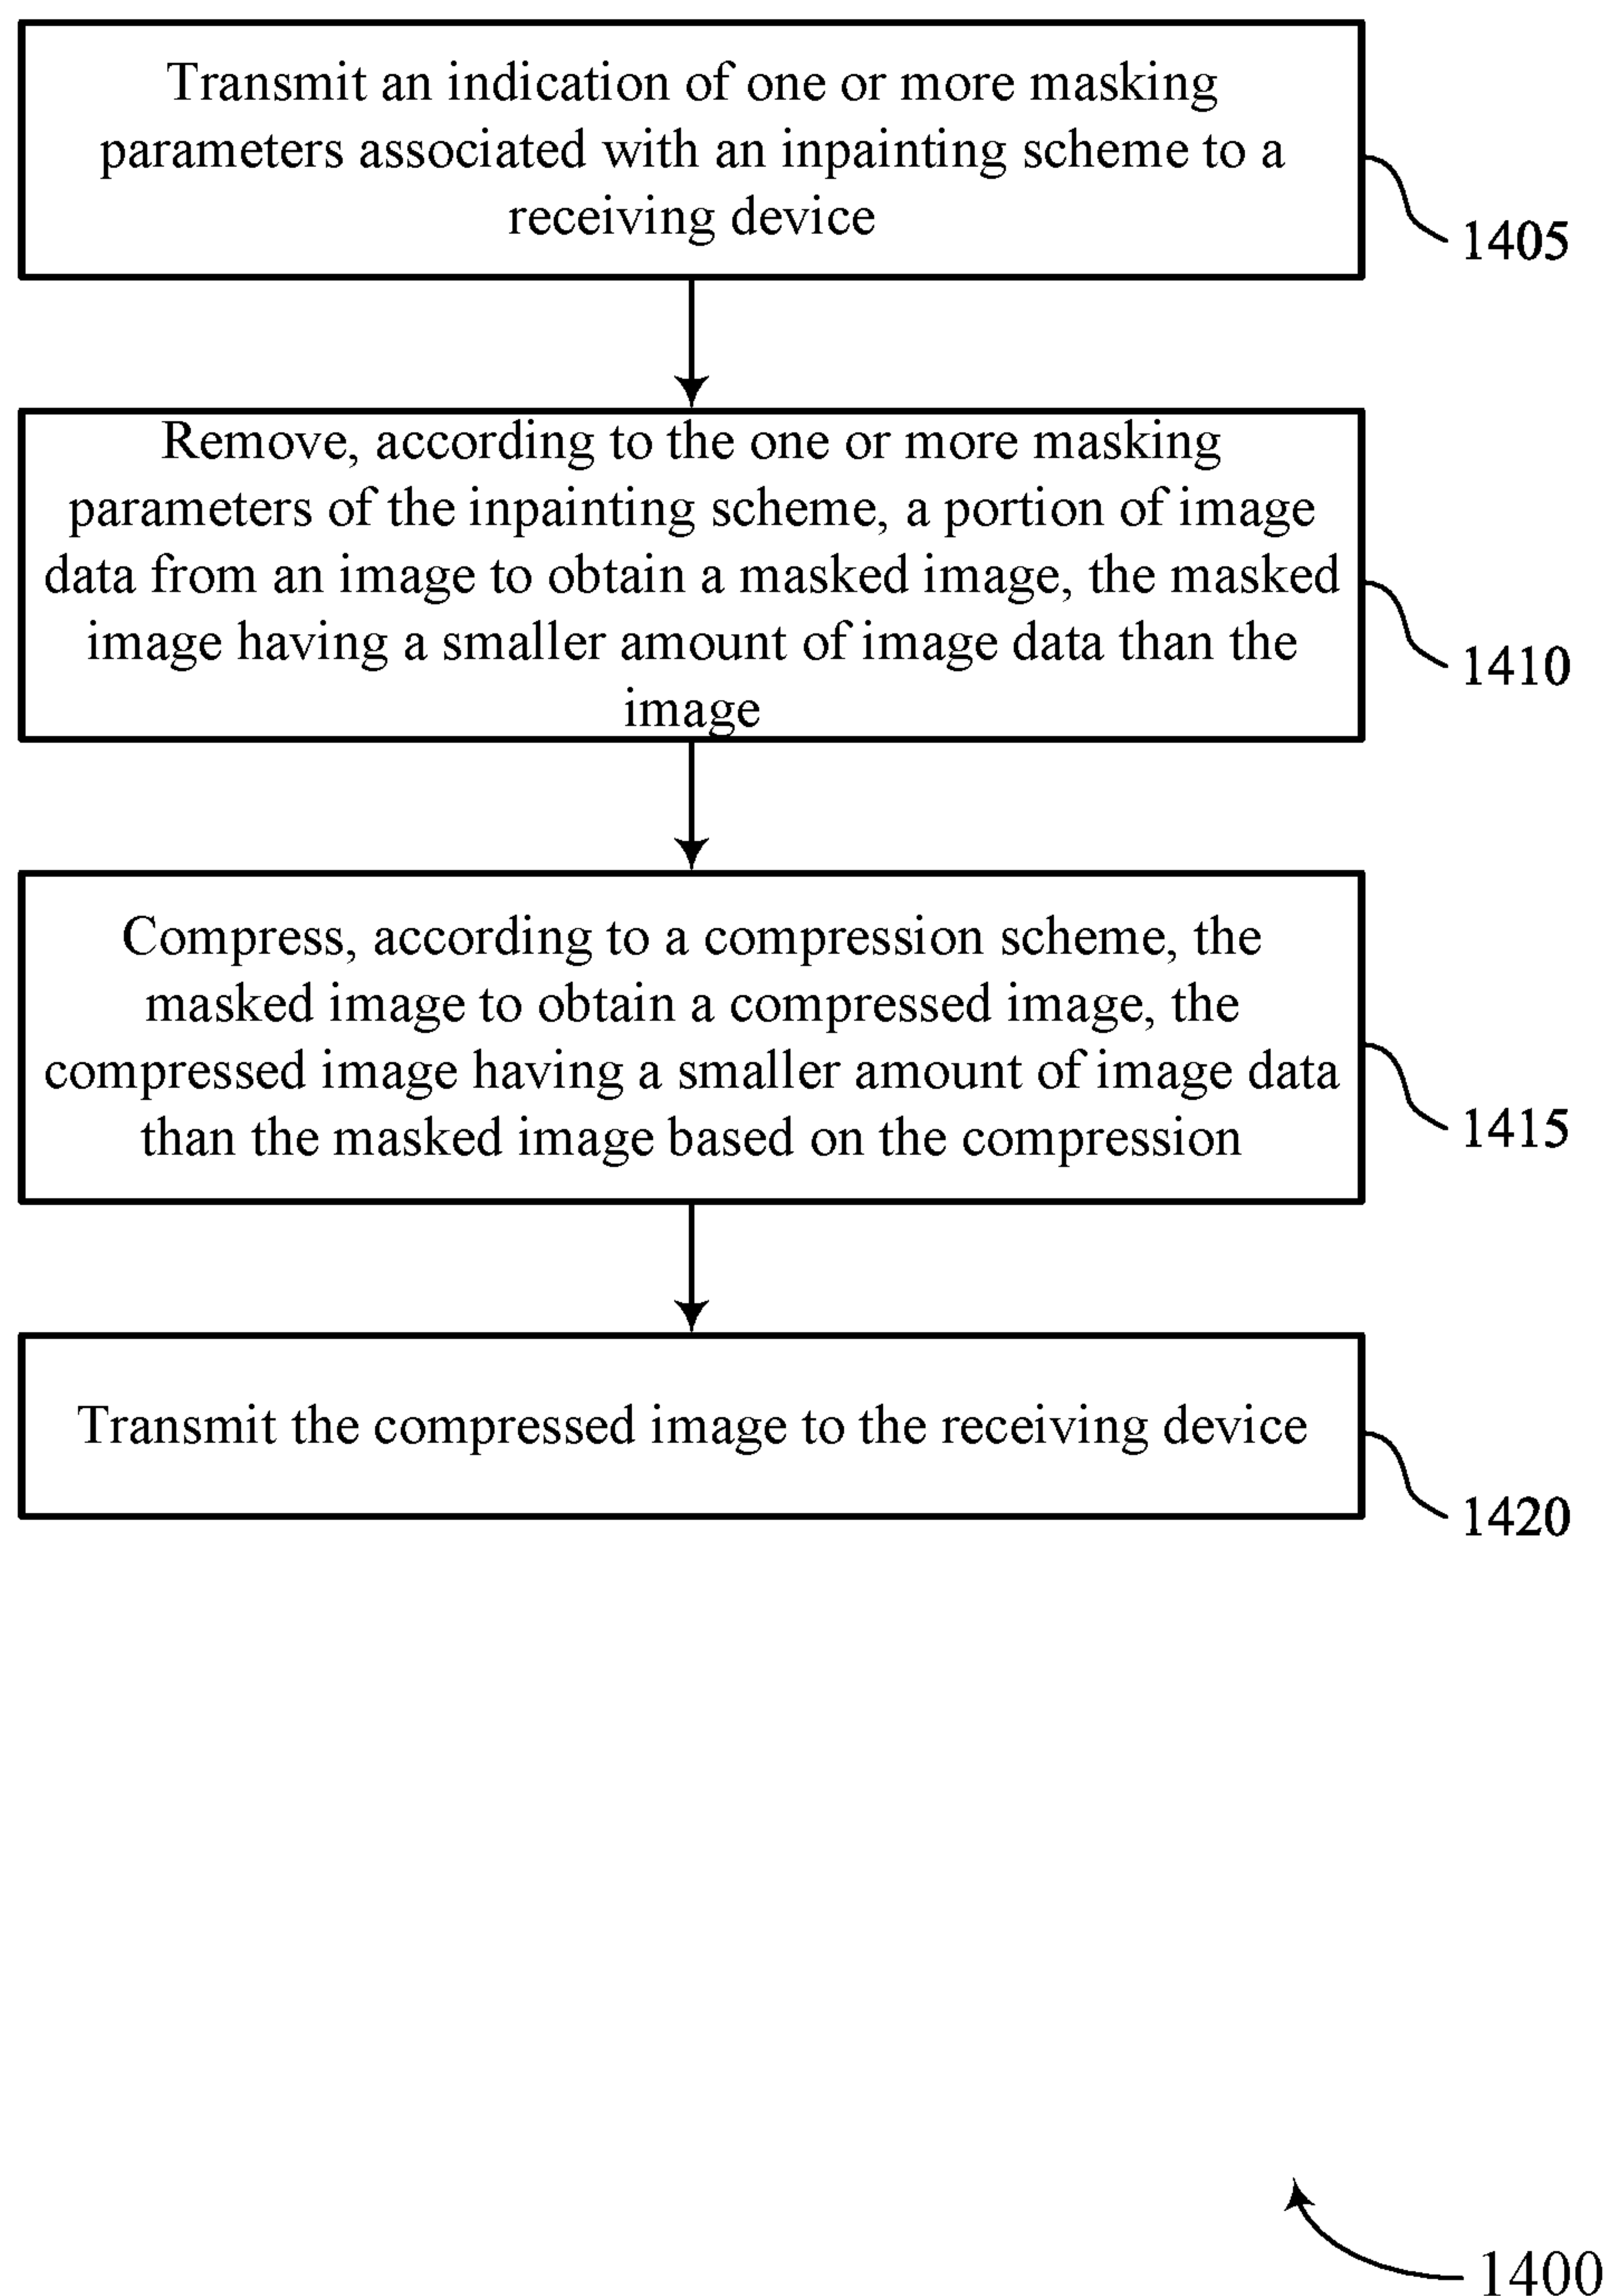 Transmit an indication of one or more masking
parameters associated with an inpainting scheme to a
receiving device
1405
Remove, according to the one or more masking
parameters of the inpainting scheme, a portion of image
data from an image to obtain a masked image, the masked
image having a smaller amount of image data than the
image
1410
Compress, according to a compression scheme, the
masked image to obtain a compressed image, the
compressed image having a smaller amount of image data
than the masked image based on the compression
1415
Transmit the compressed image to the receiving device
1420
1400